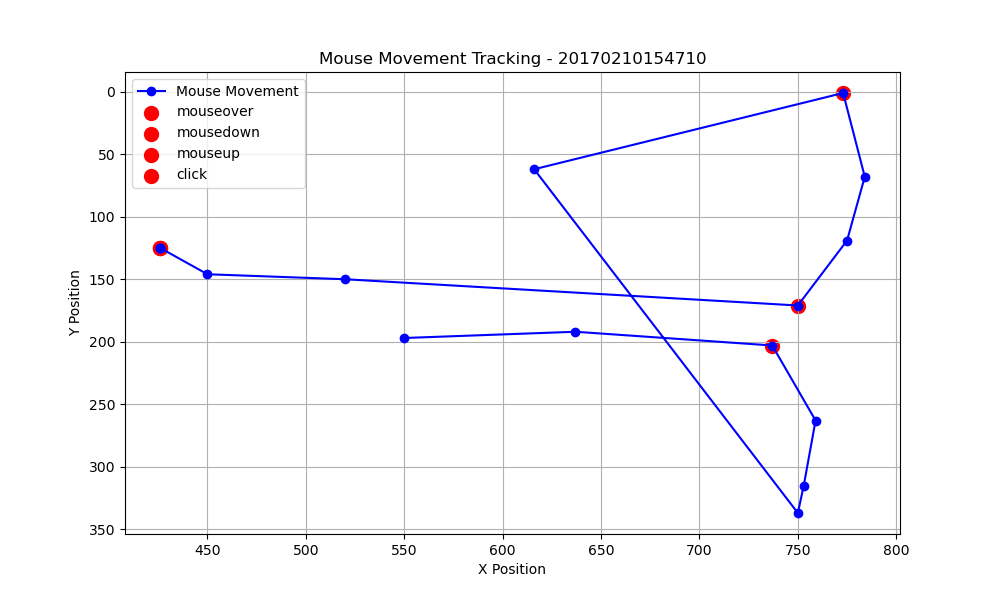 Mouse Movement Tracking - 20170210154710
Mouse Movement
mouseover
mousedown
mouseup
click
Y Position
0
50
100
150
200
250
300
350
450
500
550
600
650
700
750
800
X Position